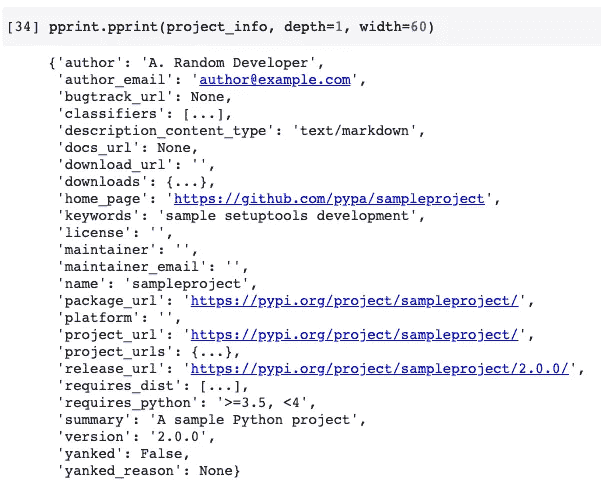 [34] pprint.pprint(project_info, depth=1, width=60)
{'author': 'A. Random Developer',
'author_email': 'author@example.com',
'bugtrack_url': None,
'classifiers': [...],
'description_content_type': 'text/markdown',
'docs_url': None,
'download_url': '',
'downloads': {...},
'home_page': 'https://github.com/pypa/sampleproject',
'keywords': 'sample setuptools development',
'license': '',
'maintainer': '',
'maintainer_email': '',
'name': 'sampleproject',
'package_url': 'https://pypi.org/project/sampleproject/',
'platform': '',
'project_url': 'https://pypi.org/project/sampleproject/',
'project_urls': {...},
'release_url': 'https://pypi.org/project/sampleproject/2.0.0/',
'requires_dist': [...],
'requires_python': '>=3.5, <4',
'summary': 'A sample Python project',
'version': '2.0.0',
'yanked': False,
'yanked_reason': None}